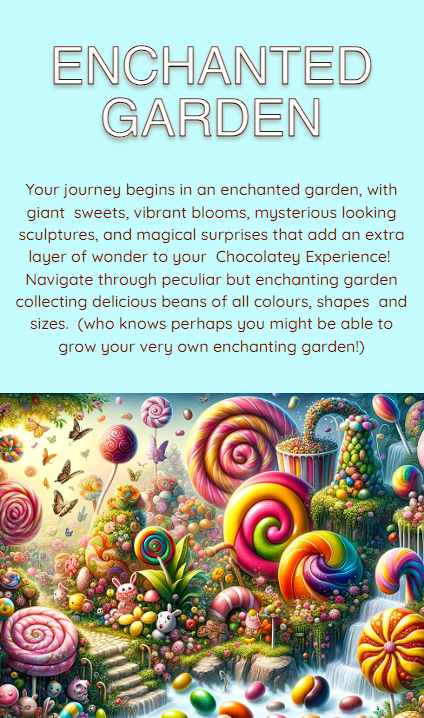 ENCHANTED
GARDEN
Your journey begins in an enchanted garden, with
giant  sweets, vibrant blooms, mysterious looking
sculptures, and magical surprises that add an extra
layer of wonder to your  Chocolatey Experience!
Navigate through peculiar but enchanting garden
collecting delicious beans of all colours, shapes  and
sizes.  (who knows perhaps you might be able to
grow your very own enchanting garden!)